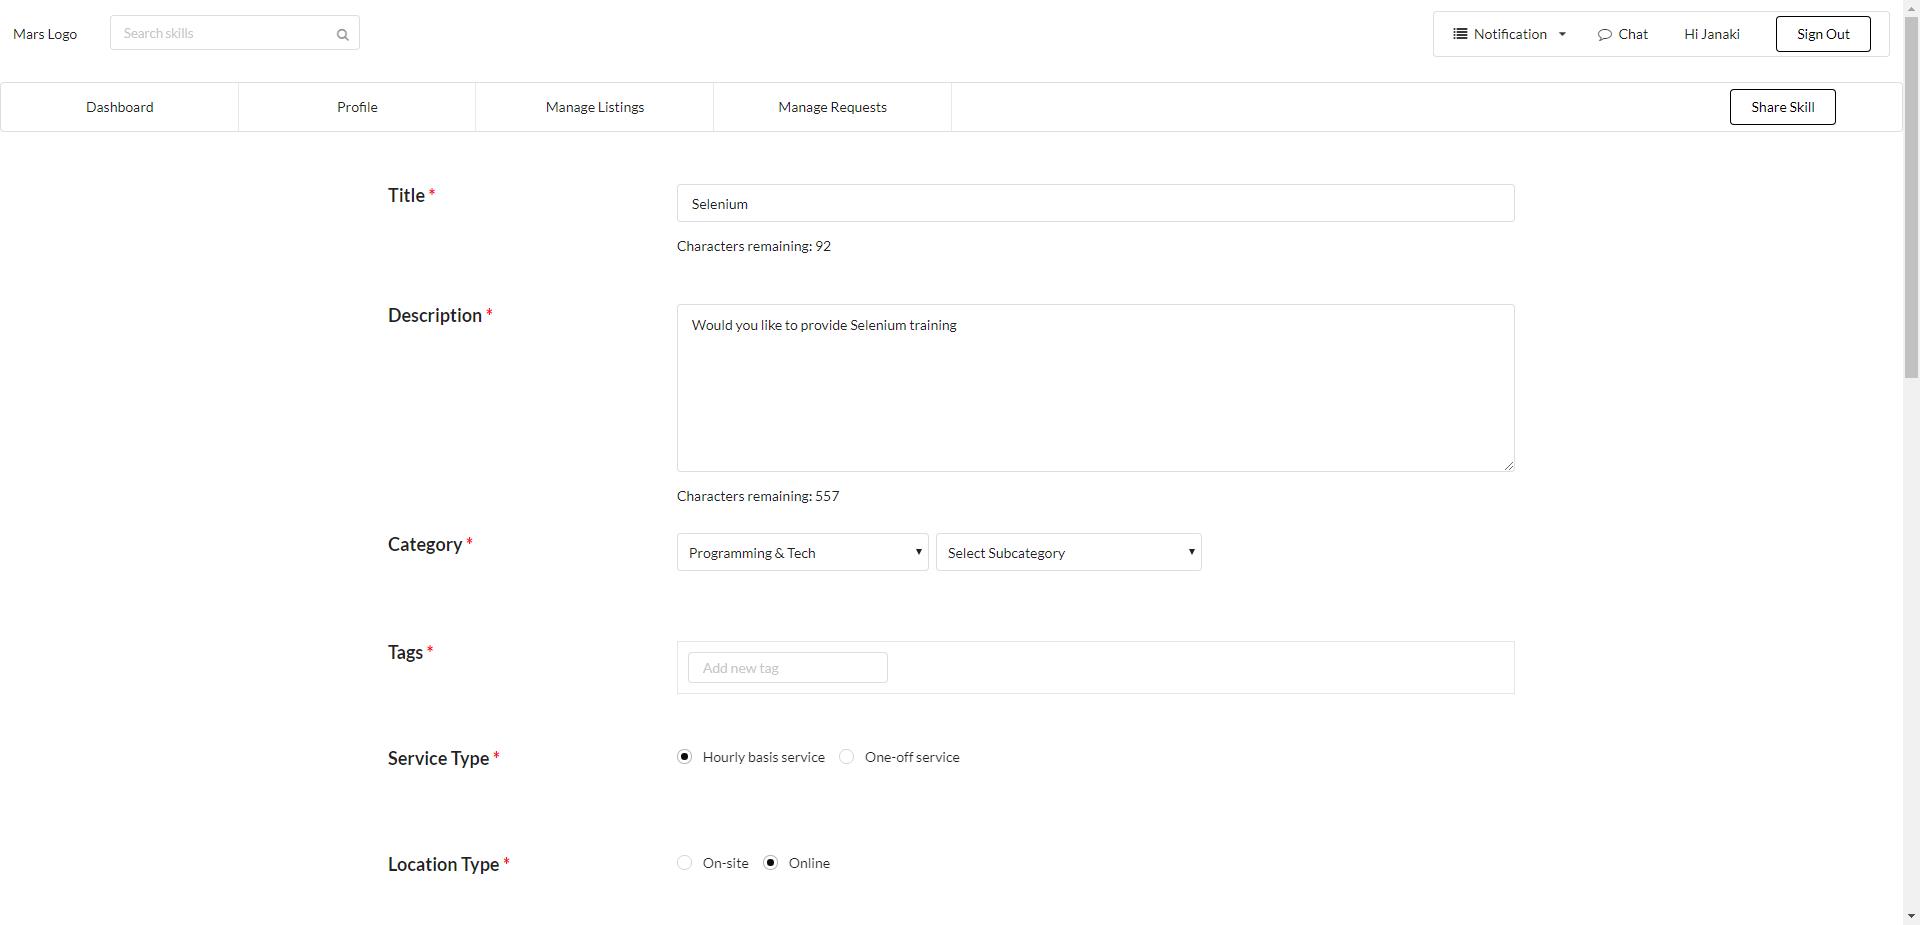 Mars Logo
Search skills
Notification
Chat
Hi Janaki
Sign Out
Dashboard
Profile
Manage Listings
Manage Requests
Share Skill
Title *
Selenium
Characters remaining: 92
Description *
Would you like to provide Selenium training
Characters remaining: 557
Category *
Programming & Tech
Select Subcategory
Tags *
Add new tag
Service Type *
Hourly basis service
One-off service
Location Type *
On-site
Online